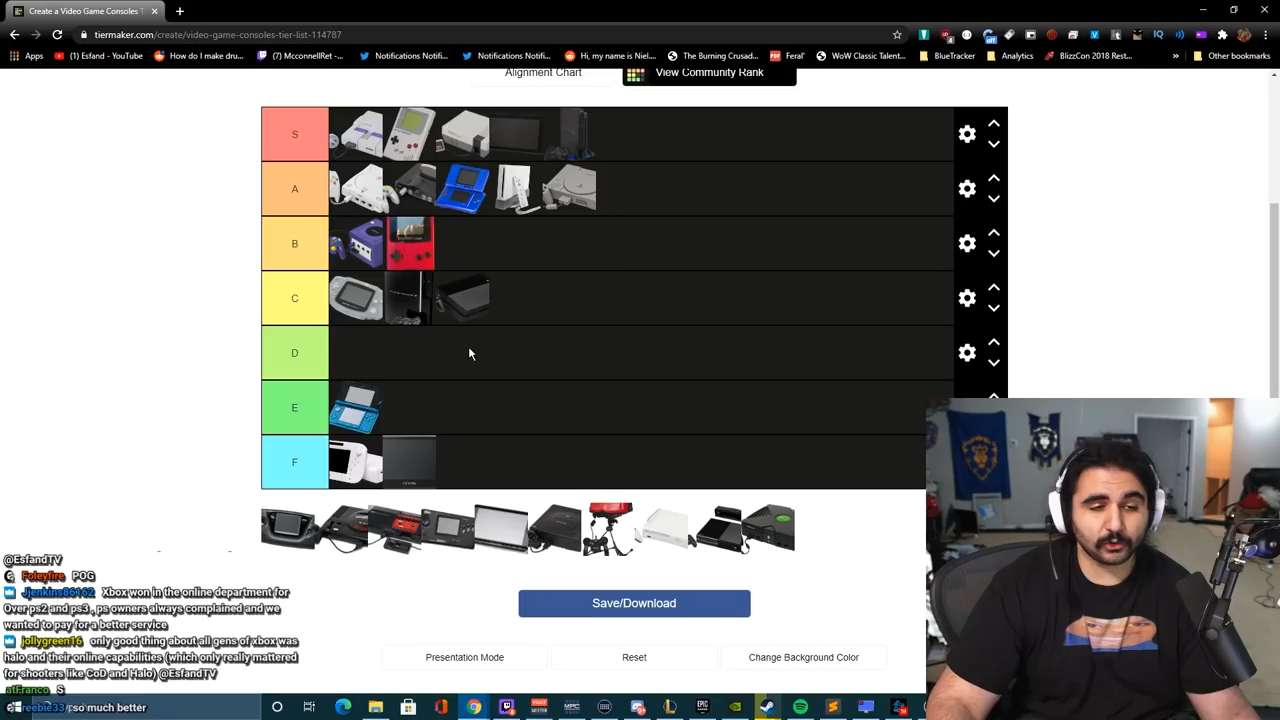 Create a Video Game Consoles T
tiermaker.com/create/video-game-consoles-tier-list-114787
Apps
(1) Esfand - YouTube
How do I make dru...
(7) McconnellRet - ...
Notifications Notifi...
Notifications Notifi...
Hi, my name is Niel...
The Burning Crusad...
Feral'
WoW Classic Talent...
BlueTracker
Analytics
BlizzCon 2018 Rest...
»
Other bookmarks
Alignment Chart
View Community Rank
S
A
B
C
D
E
F
Save/Download
Presentation Mode
Reset
Change Background Color
@EsfandTV
Foleyfire POG
Jjenkins86162 Xbox won in the online department for
Over ps2 and ps3 , ps owners always complained and we
wanted to pay for a better service
jollygreen16 only good thing about all gens of xbox was
halo and their online capabilities (which only really mattered
for shooters like CoD and Halo) @EsfandTV
atFranco S
reebie33 rso much better